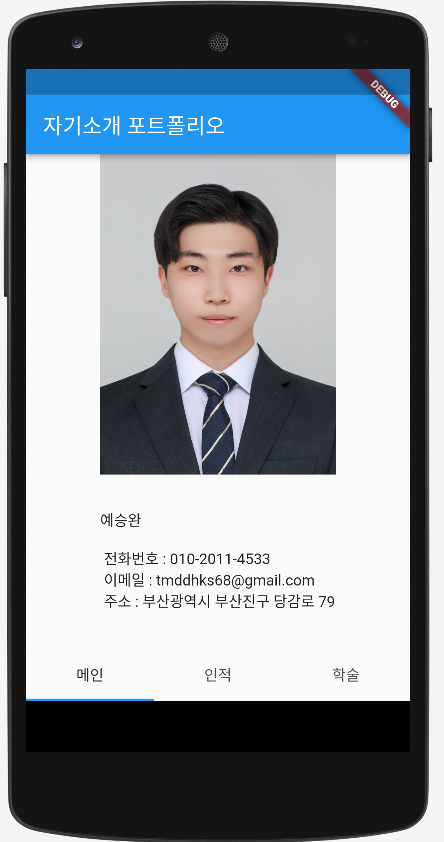 DEBUG
자기소개 포트폴리오
예승완
전화번호 : 010-2011-4533
이메일 : tmddhks68@gmail.com
주소 : 부산광역시 부산진구 당감로 79
메인 인적 학술